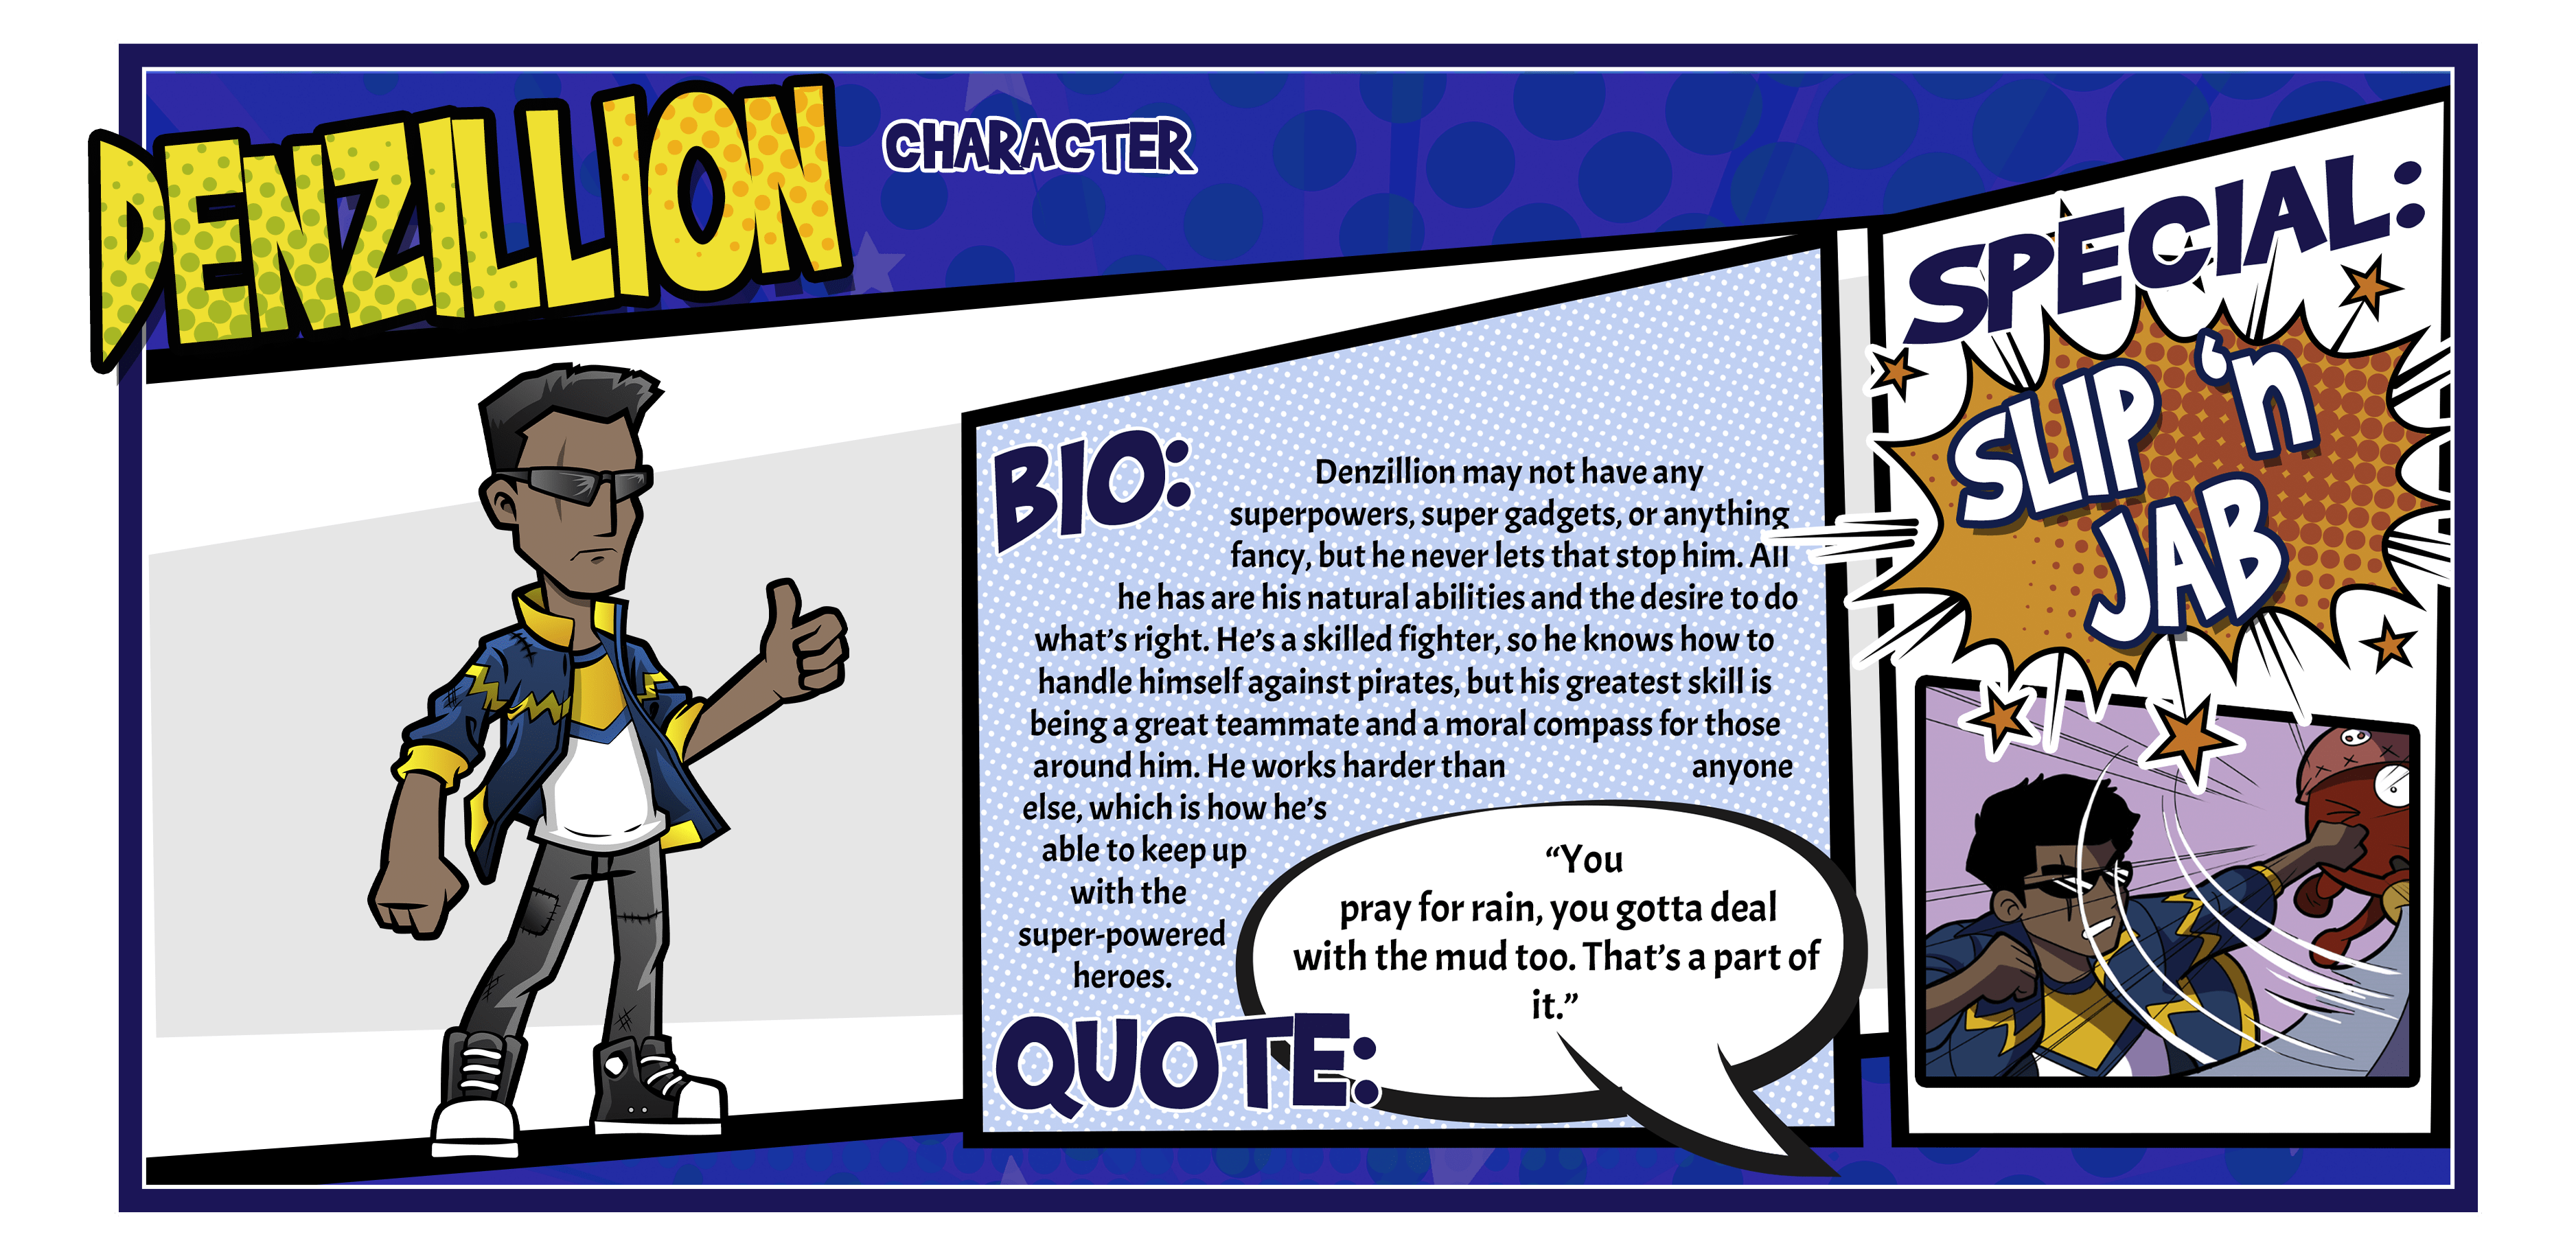 DENZILLION
CHARACTER
BIO:
Denzillion may not have any
superpowers, super gadgets, or anything
fancy, but he never lets that stop him. All
he has are his natural abilities and the desire to do
what’s right. He’s a skilled fighter, so he knows how to
handle himself against pirates, but his greatest skill is
being a great teammate and a moral compass for those
around him. He works harder than anyone
else, which is how he’s
able to keep up
with the
super-powered
heroes.
QUOTE:
“You
pray for rain, you gotta deal
with the mud too. That’s a part of
it.”
SPECIAL:
SLIP ‘n
JAB